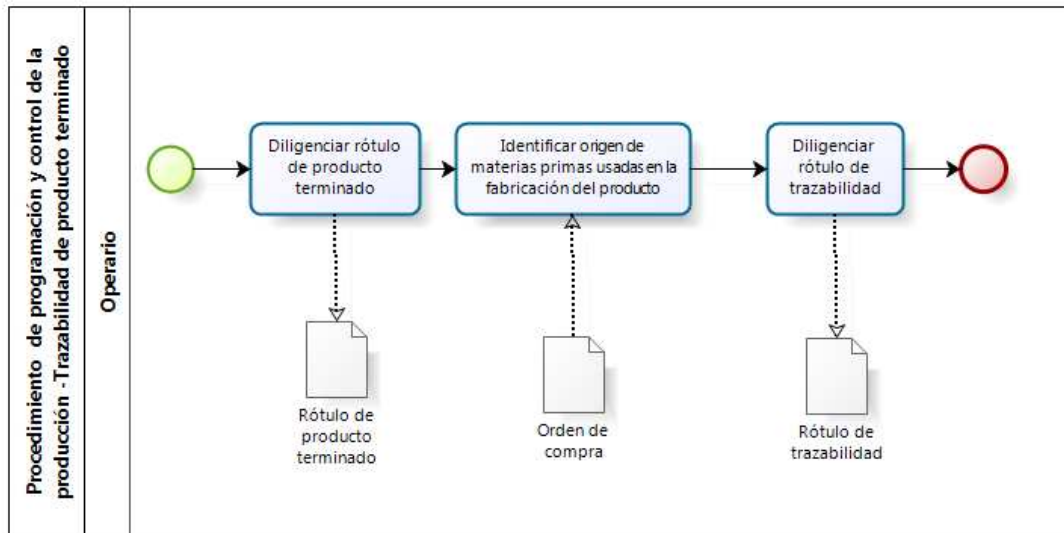 Procedimiento de programación y control de la
producción -Trazabilidad de producto terminado
Operario
Diligenciar rótulo
de producto
terminado
Identificar origen de
materias primas usadas en la
fabricación del producto
Diligenciar
rótulo de
trazabilidad
Rótulo de
producto
terminado
Orden de
compra
Rótulo de
trazabilidad